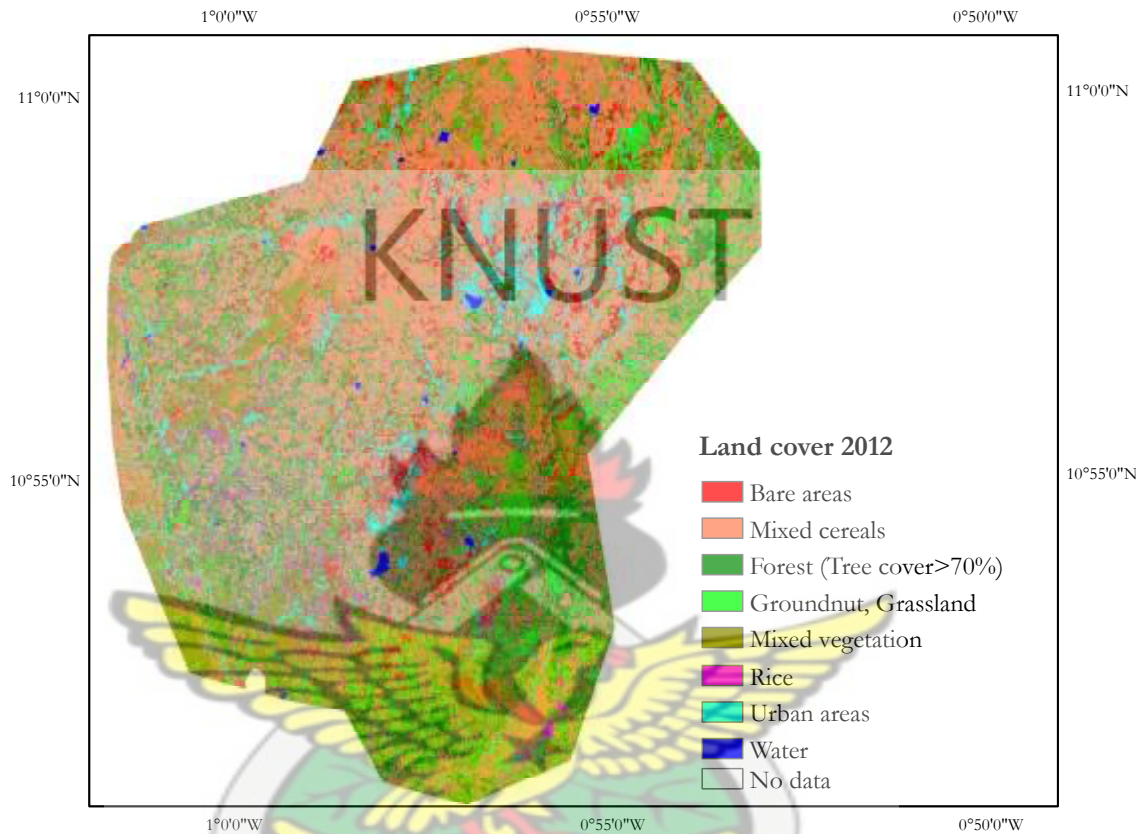 1°0'0"W 0°55'0"W 0°50'0"W
11°0'0"N 11°0'0"N
KNUST
Land cover 2012
10°55'0"N 10°55'0"N
Bare areas
Mixed cereals
Forest (Tree cover>70%)
Groundnut, Grassland
Mixed vegetation
Rice
Urban areas
Water
No data
1°0'0"W 0°55'0"W 0°50'0"W